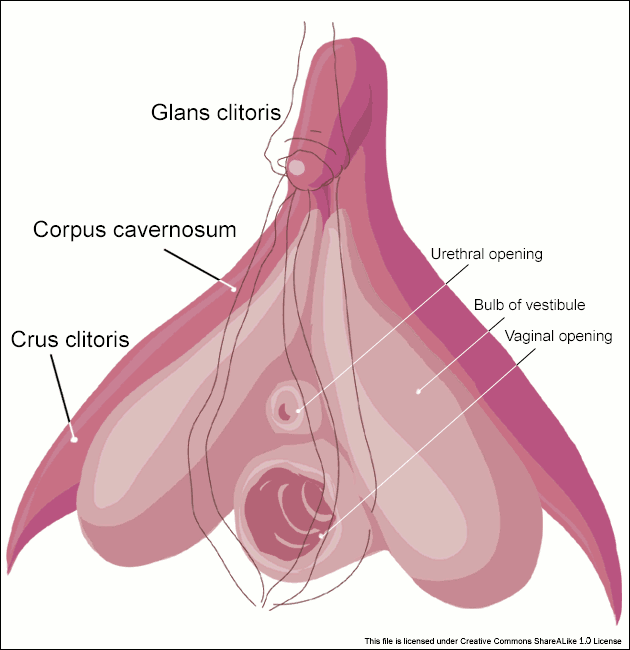 Glans clitoris
Corpus cavernosum
Urethral opening
Bulb of vestibule
Vaginal opening
Crus clitoris
This file is licensed under Creative Commons ShareALike 1.0 License